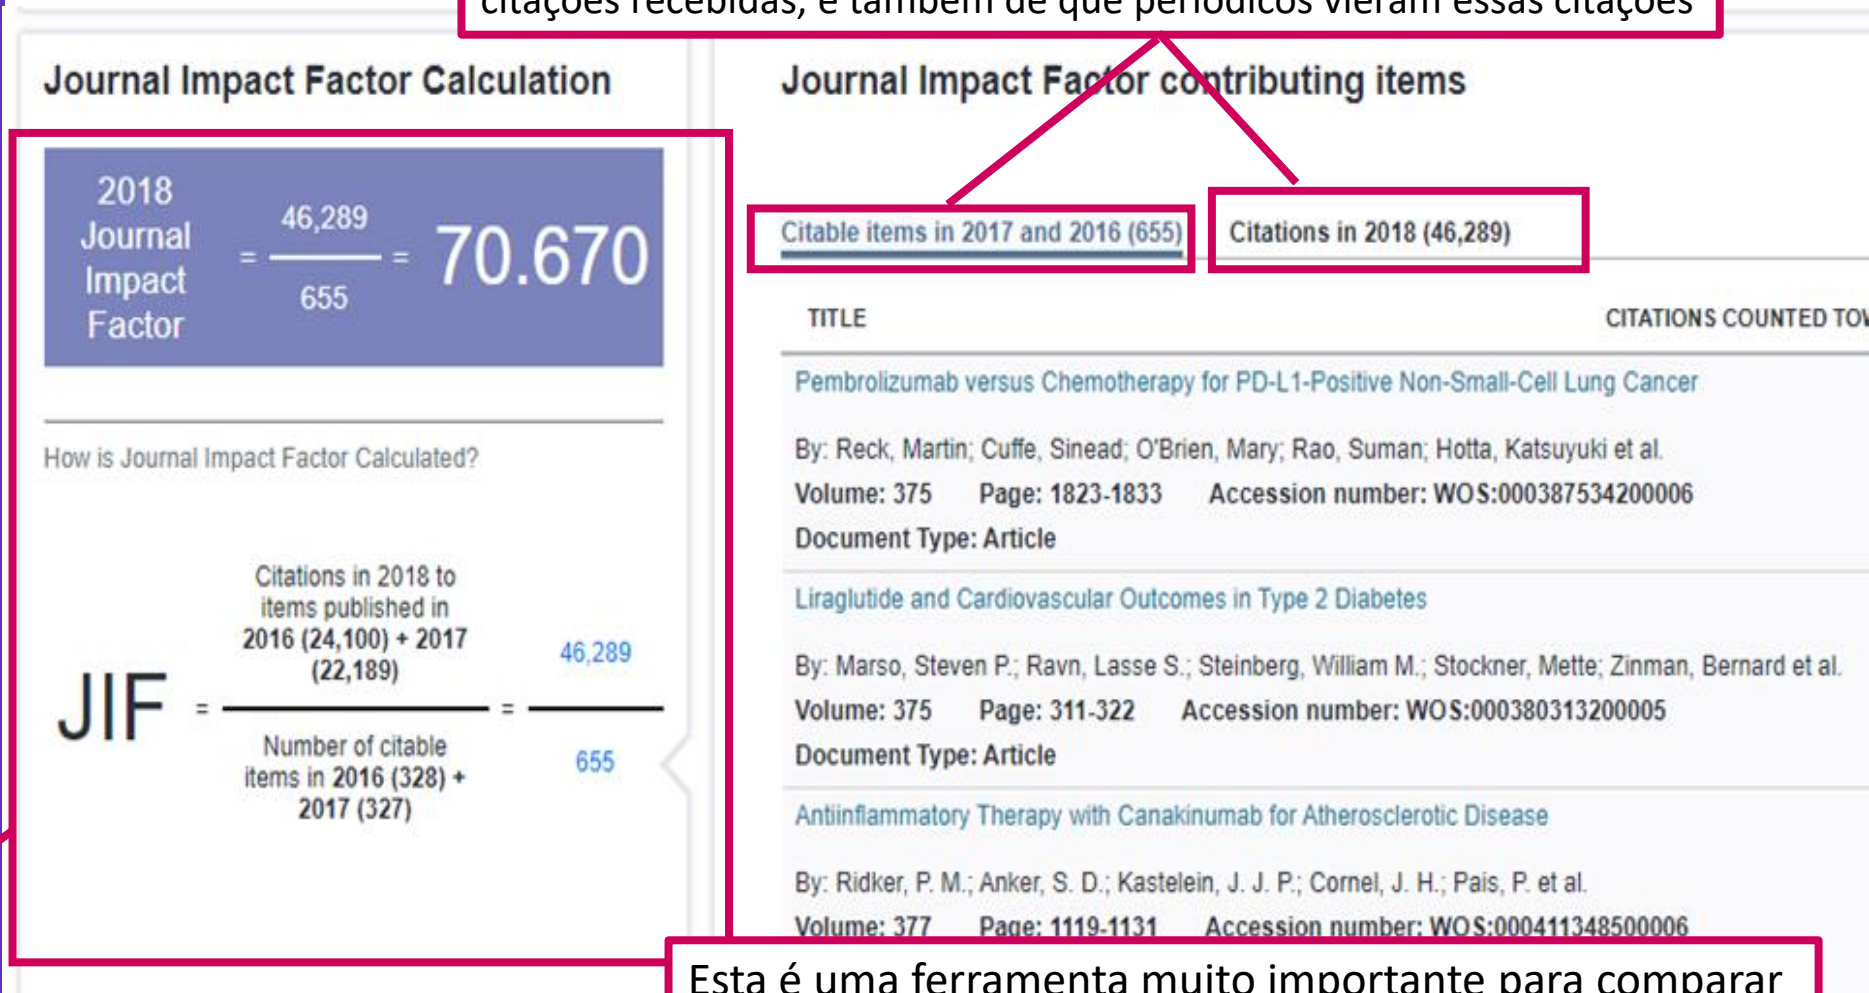 citações recebidas, e também de que periódicos vieram essas citações
Journal Impact Factor Calculation
2018
Journal
Impact
Factor
=
46,289
655
=
70.670
How is Journal Impact Factor Calculated?
JIF
=
Citations in 2018 to
items published in
2016 (24,100) + 2017
(22,189)
Number of citable
items in 2016 (328) +
2017 (327)
=
46,289
655
Journal Impact Factor contributing items
Citable items in 2017 and 2016 (655)
Citations in 2018 (46,289)
TITLE
CITATIONS COUNTED
Pembrolizumab versus Chemotherapy for PD-L1-Positive Non-Small-Cell Lung Cancer
By: Reck, Martin; Cuffe, Sinead; O'Brien, Mary; Rao, Suman; Hotta, Katsuyuki et al.
Volume: 375 Page: 1823-1833 Accession number: WOS:000387534200006
Document Type: Article
Liraglutide and Cardiovascular Outcomes in Type 2 Diabetes
By: Marso, Steven P.; Ravn, Lasse S.; Steinberg, William M.; Stockner, Mette; Zinman, Bernard et al.
Volume: 375 Page: 311-322 Accession number: WOS:000380313200005
Document Type: Article
Antiinflammatory Therapy with Canakinumab for Atherosclerotic Disease
By: Ridker, P. M.; Anker, S. D.; Kastelein, J. J. P.; Cornel, J. H.; Pais, P. et al.
Volume: 377 Page: 1119-1131 Accession number: WOS:000411348500006
Esta é uma ferramenta muito importante para comparar